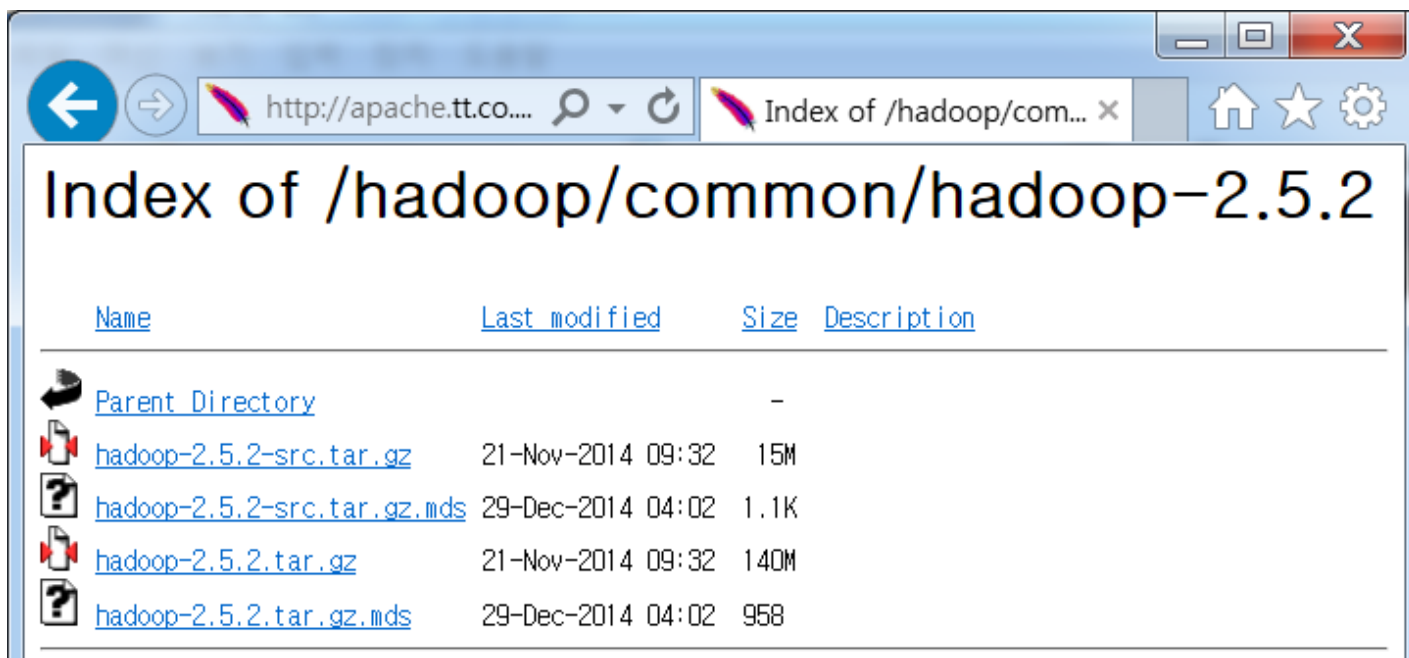 http://apache.tt.co.... Index of /hadoop/com...
Index of /hadoop/common/hadoop-2.5.2
Name Last modified Size Description
Parent Directory -
hadoop-2.5.2-src.tar.gz 21-Nov-2014 09:32 15M
hadoop-2.5.2-src.tar.gz.mds 29-Dec-2014 04:02 1.1K
hadoop-2.5.2.tar.gz 21-Nov-2014 09:32 140M
hadoop-2.5.2.tar.gz.mds 29-Dec-2014 04:02 958